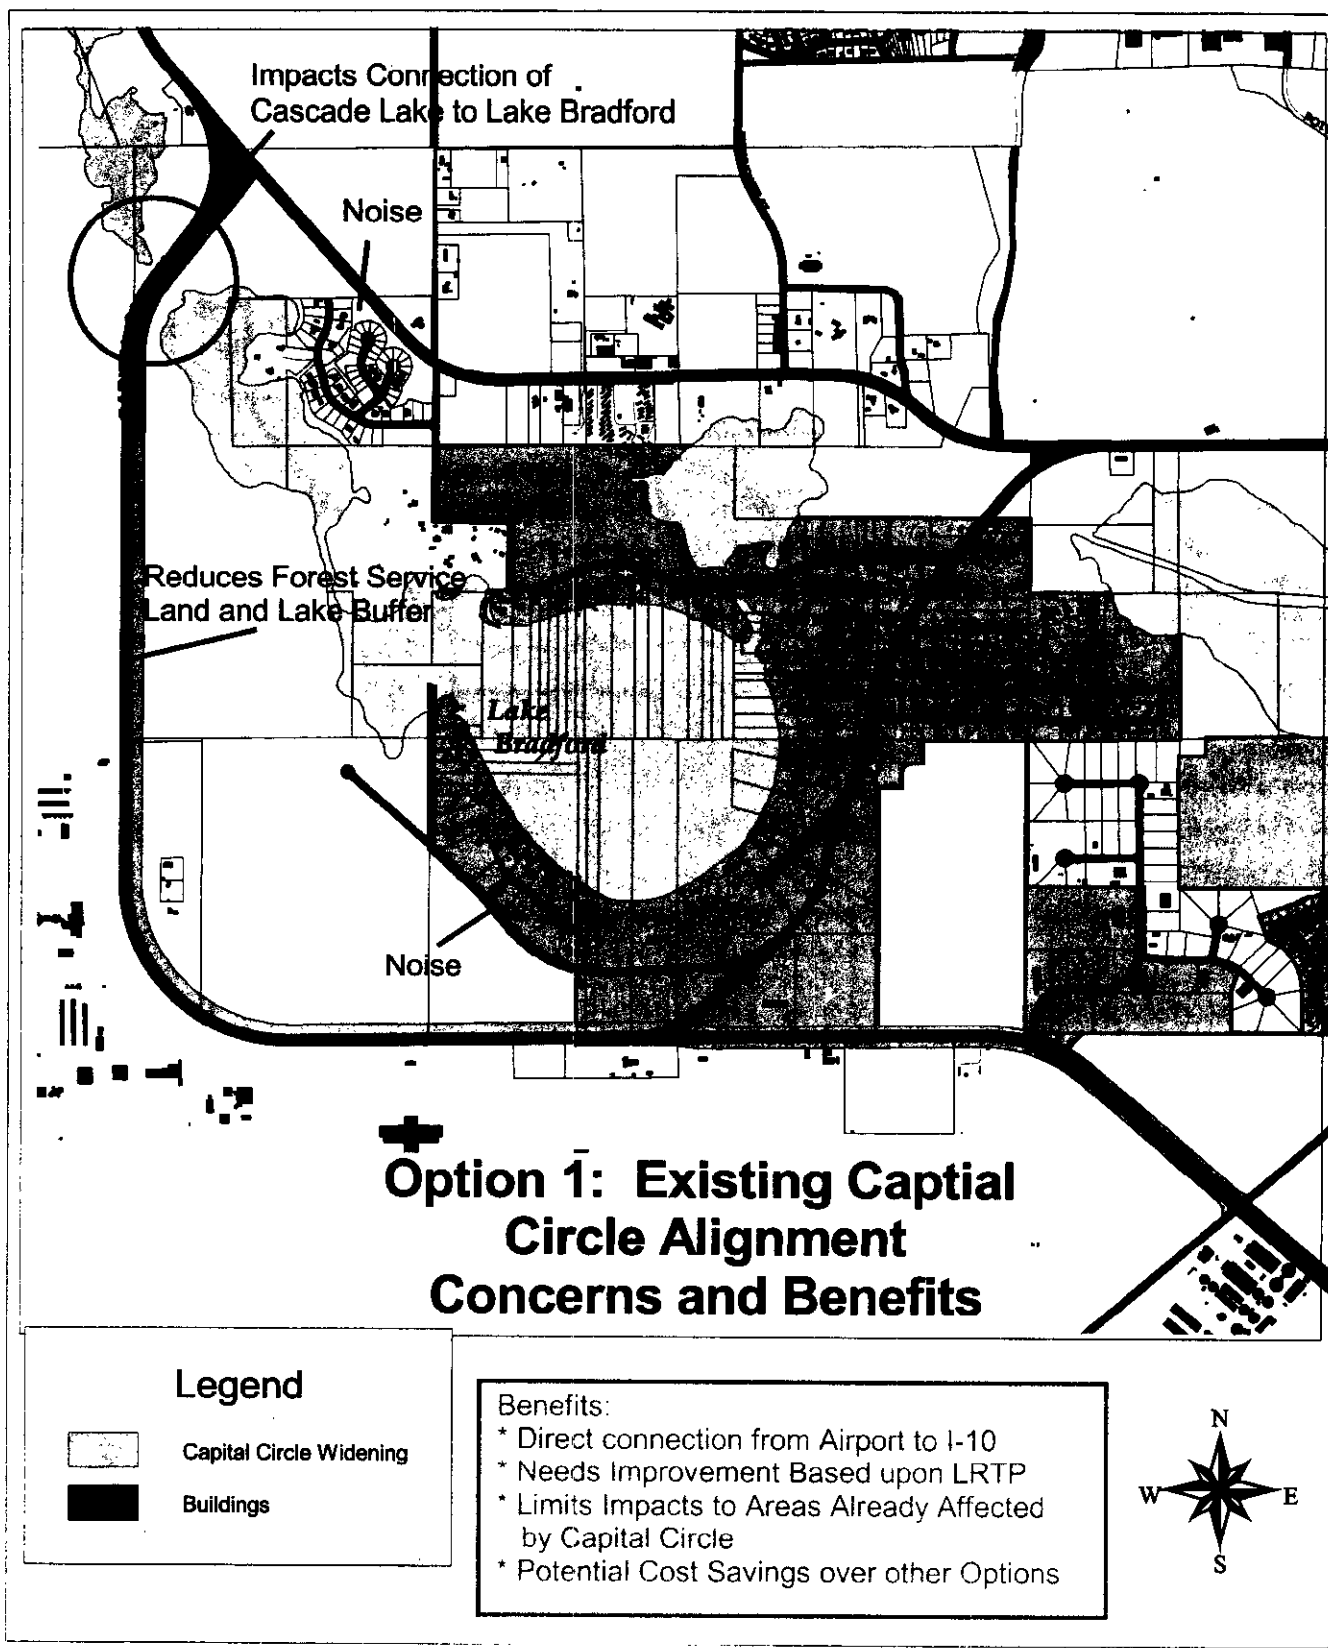 Impacts Connection of
Cascade Lake to Lake Bradford
Noise
Reduces Forest Service
Land and Lake Buffer
Lake
Bradford
Noise
Option 1: Existing Captial
Circle Alignment
Concerns and Benefits
Legend
Capital Circle Widening
Buildings
Benefits:
* Direct connection from Airport to I-10
* Needs Improvement Based upon LRTP
* Limits Impacts to Areas Already Affected
by Capital Circle
* Potential Cost Savings over other Options
N
W
E
S